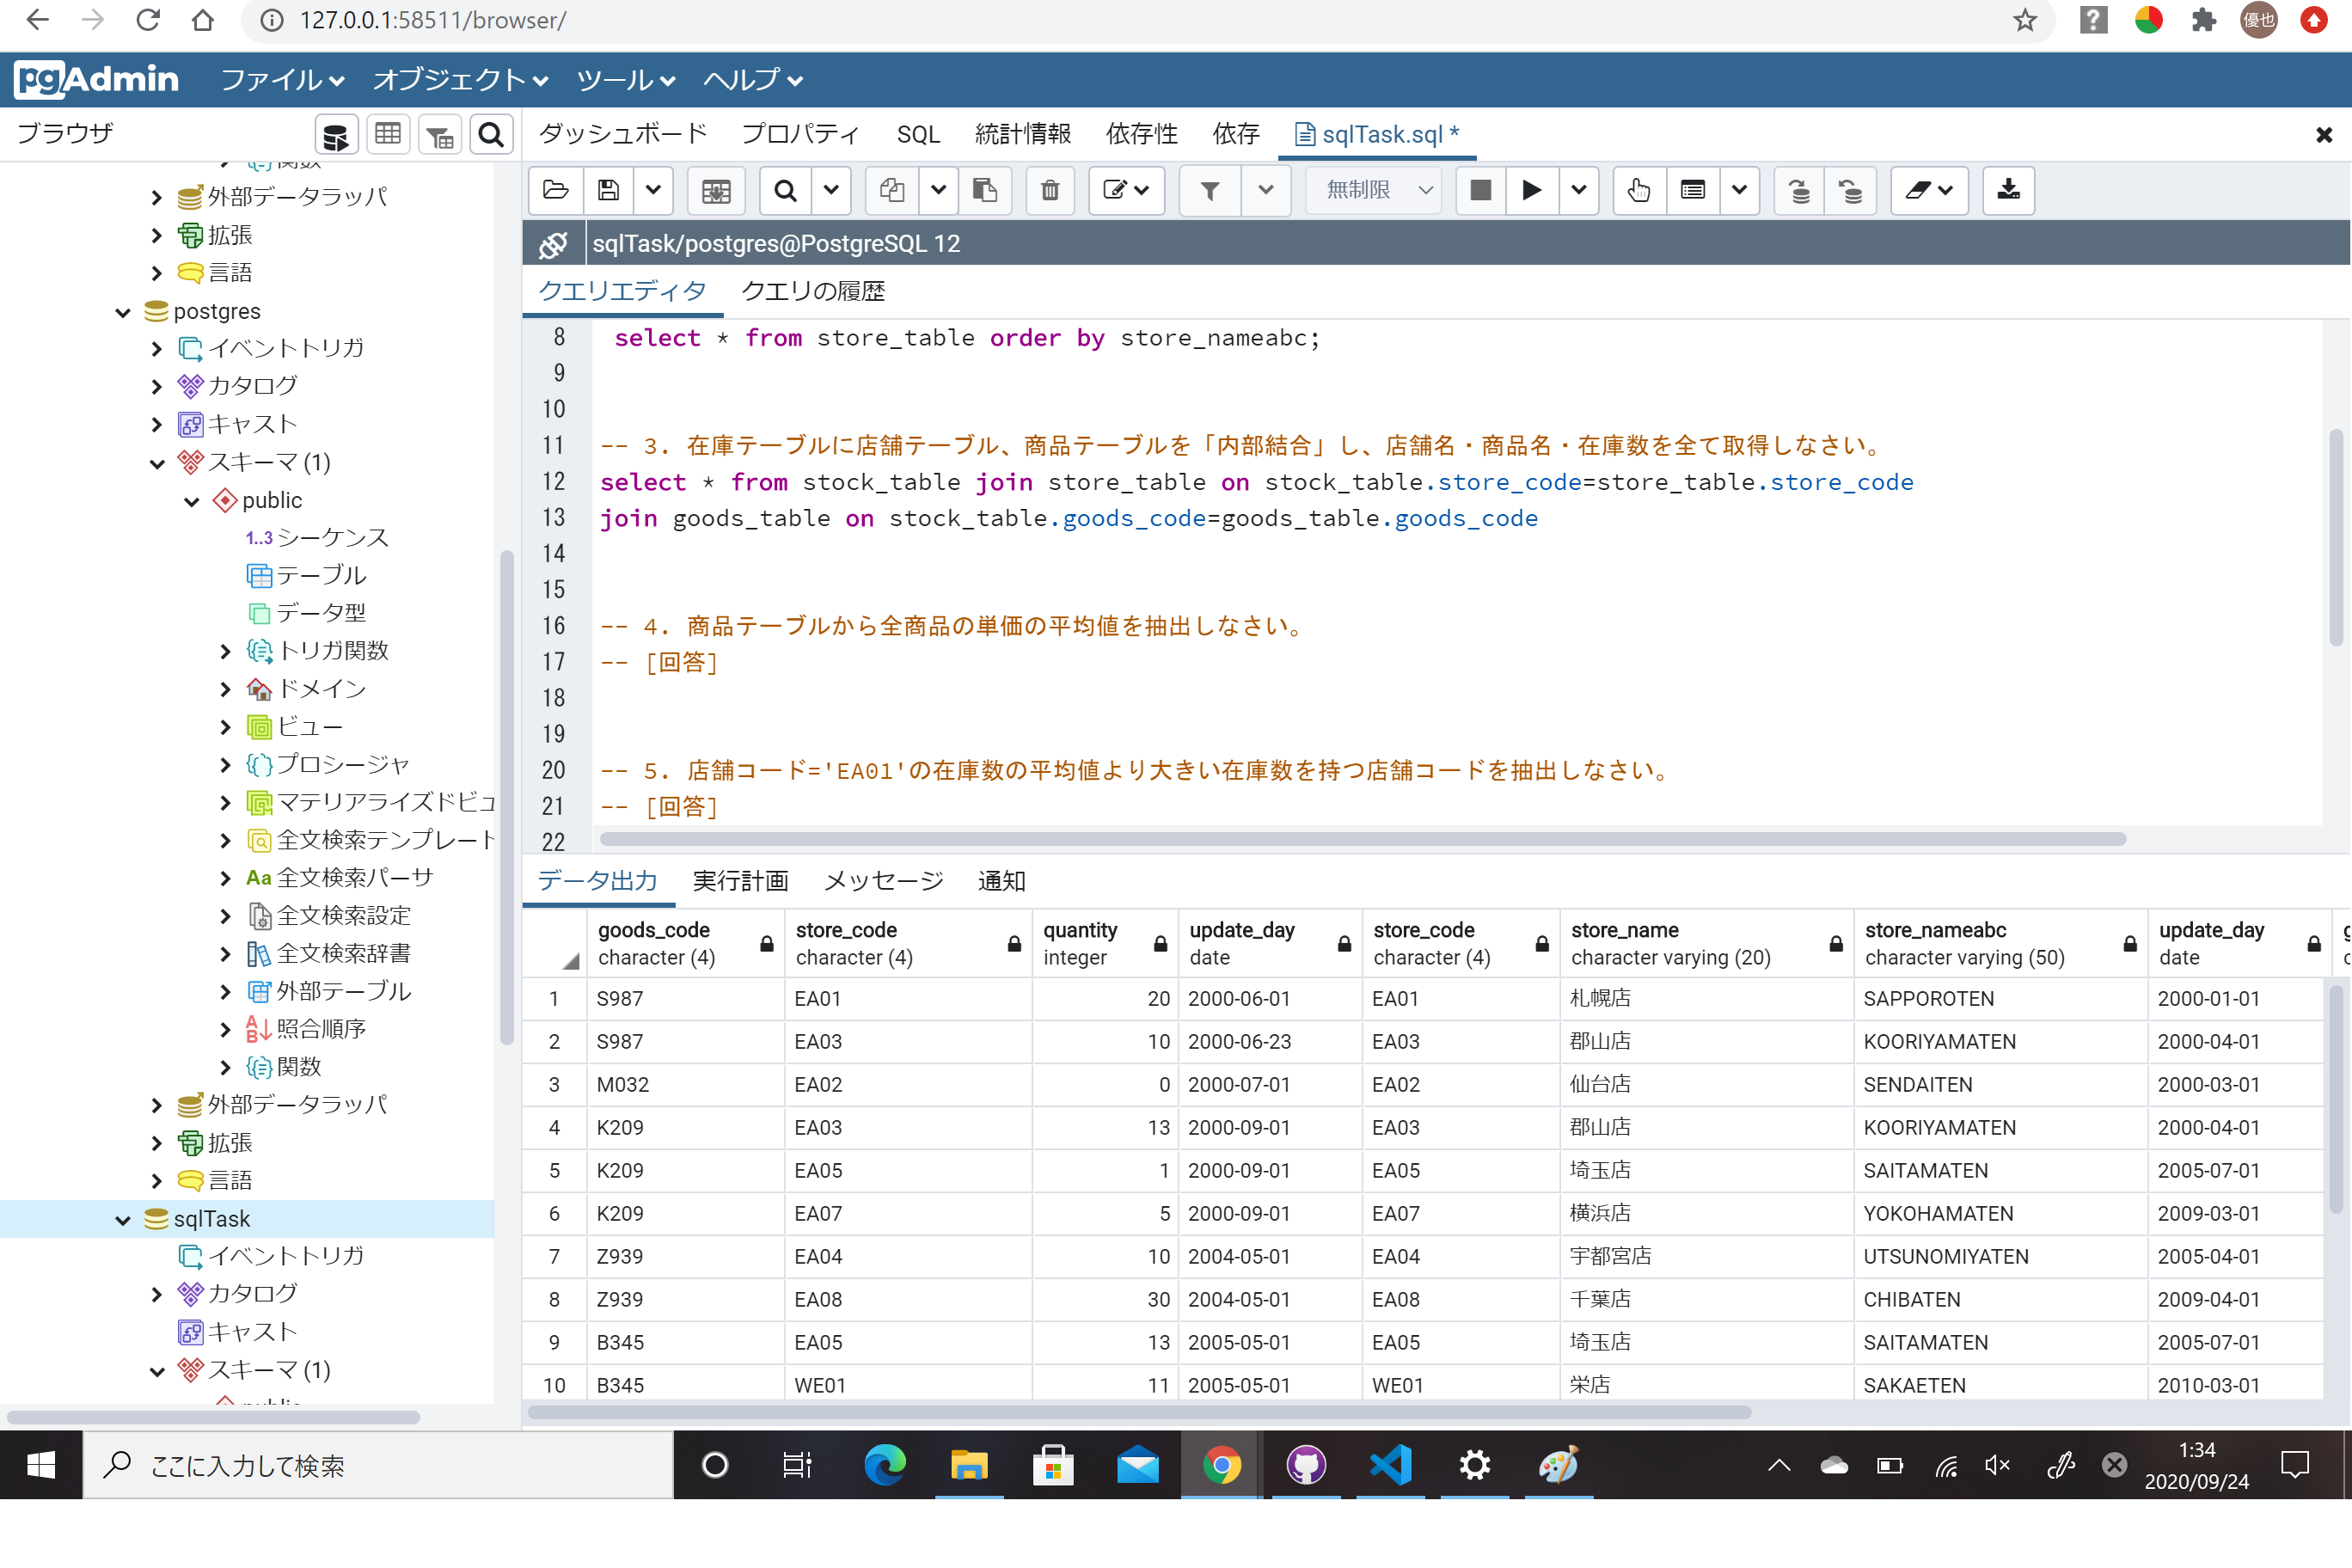 127.0.0.1:58511/browser/
優也
pgAdmin ファイル オブジェクト ツール ヘルプ
ブラウザ
ダッシュボード プロパティ SQL 統計情報 依存性 依存 sqlTask.sql *
無制限
sqlTask/postgres@PostgreSQL 12
クエリエディタ クエリの履歴
関数
外部データラッパ
拡張
言語
postgres
イベントトリガ
カタログ
キャスト
スキーマ (1)
public
1..3 シーケンス
テーブル
データ型
トリガ関数
ドメイン
ビュー
プロシージャ
マテリアライズドビュ
全文検索テンプレート
Aa 全文検索パーサ
全文検索設定
全文検索辞書
外部テーブル
照合順序
関数
外部データラッパ
拡張
言語
sqlTask
イベントトリガ
カタログ
キャスト
スキーマ (1)
public
8 select * from store_table order by store_nameabc;
9
10
11 -- 3. 在庫テーブルに店舗テーブル、商品テーブルを「内部結合」し、店舗名・商品名・在庫数を全て取得しなさい。
12 select * from stock_table join store_table on stock_table.store_code=store_table.store_code
13 join goods_table on stock_table.goods_code=goods_table.goods_code
14
15
16 -- 4. 商品テーブルから全商品の単価の平均値を抽出しなさい。
17 -- [回答]
18
19
20 -- 5. 店舗コード='EA01'の在庫数の平均値より大きい在庫数を持つ店舗コードを抽出しなさい。
21 -- [回答]
22
データ出力 実行計画 メッセージ 通知
goods_code store_code quantity update_day store_code store_name store_nameabc update_day
character (4) character (4) integer date character (4) character varying (20) character varying (50) date
1 S987 EA01 20 2000-06-01 EA01 札幌店 SAPPOROTEN 2000-01-01
2 S987 EA03 10 2000-06-23 EA03 郡山店 KOORIYAMATEN 2000-04-01
3 M032 EA02 0 2000-07-01 EA02 仙台店 SENDAITEN 2000-03-01
4 K209 EA03 13 2000-09-01 EA03 郡山店 KOORIYAMATEN 2000-04-01
5 K209 EA05 1 2000-09-01 EA05 埼玉店 SAITAMATEN 2005-07-01
6 K209 EA07 5 2000-09-01 EA07 横浜店 YOKOHAMATEN 2009-03-01
7 Z939 EA04 10 2004-05-01 EA04 宇都宮店 UTSUNOMIYATEN 2005-04-01
8 Z939 EA08 30 2004-05-01 EA08 千葉店 CHIBATEN 2009-04-01
9 B345 EA05 13 2005-05-01 EA05 埼玉店 SAITAMATEN 2005-07-01
10 B345 WE01 11 2005-05-01 WE01 栄店 SAKAETEN 2010-03-01
ここに入力して検索
1:34
2020/09/24